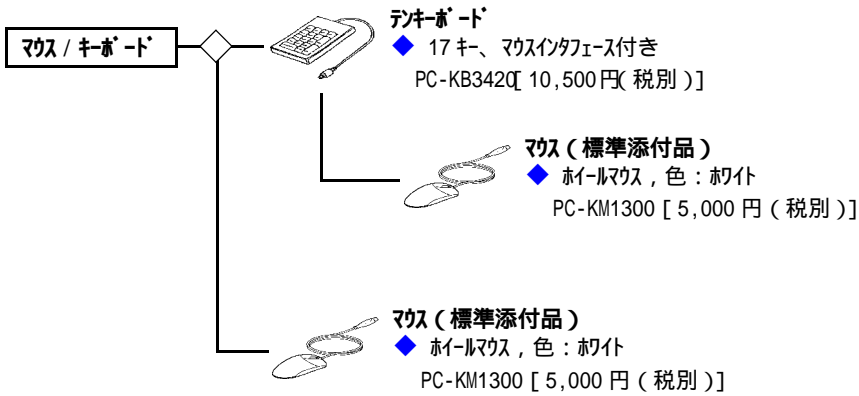 ﾃﾝｷｰﾎﾞｰﾄﾞ
ﾏｳｽ / ｷｰﾎﾞｰﾄﾞ
◆ 17 ｷｰ、ﾏｳｽｲﾝﾀﾌｪｰｽ付き
PC-KB3420[ 10,500円( 税別 )]
ﾏｳｽ ( 標準添付品 )
◆ ﾎｲｰﾙﾏｳｽ , 色 : ﾎﾜｲﾄ
PC-KM1300 [ 5,000 円 ( 税別 )]
ﾏｳｽ ( 標準添付品 )
◆ ﾎｲｰﾙﾏｳｽ , 色 : ﾎﾜｲﾄ
PC-KM1300 [ 5,000 円 ( 税別 )]